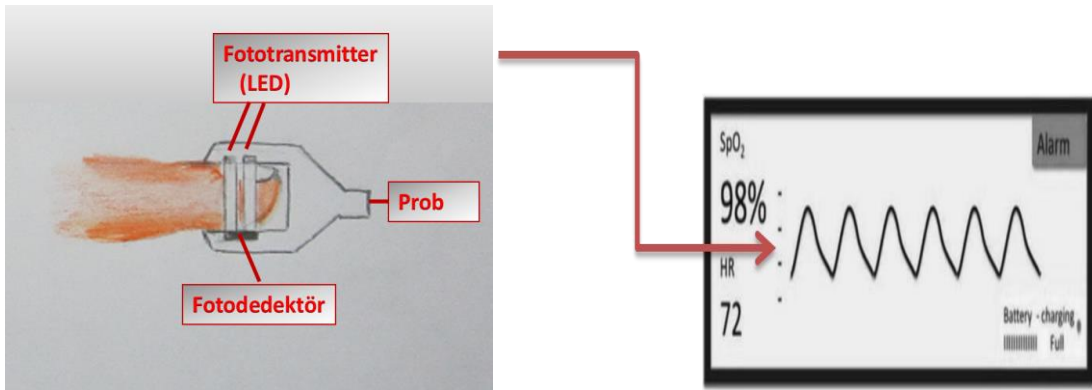 Fototransmitter
(LED)
Prob
Fotodedektör
SpO₂
Alarm
98%
HR
72
Battery - charging
Full